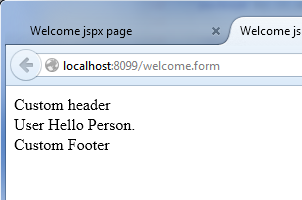 Welcome jspx page
Welcome js
localhost:8099/welcome.form
Custom header
User Hello Person.
Custom Footer